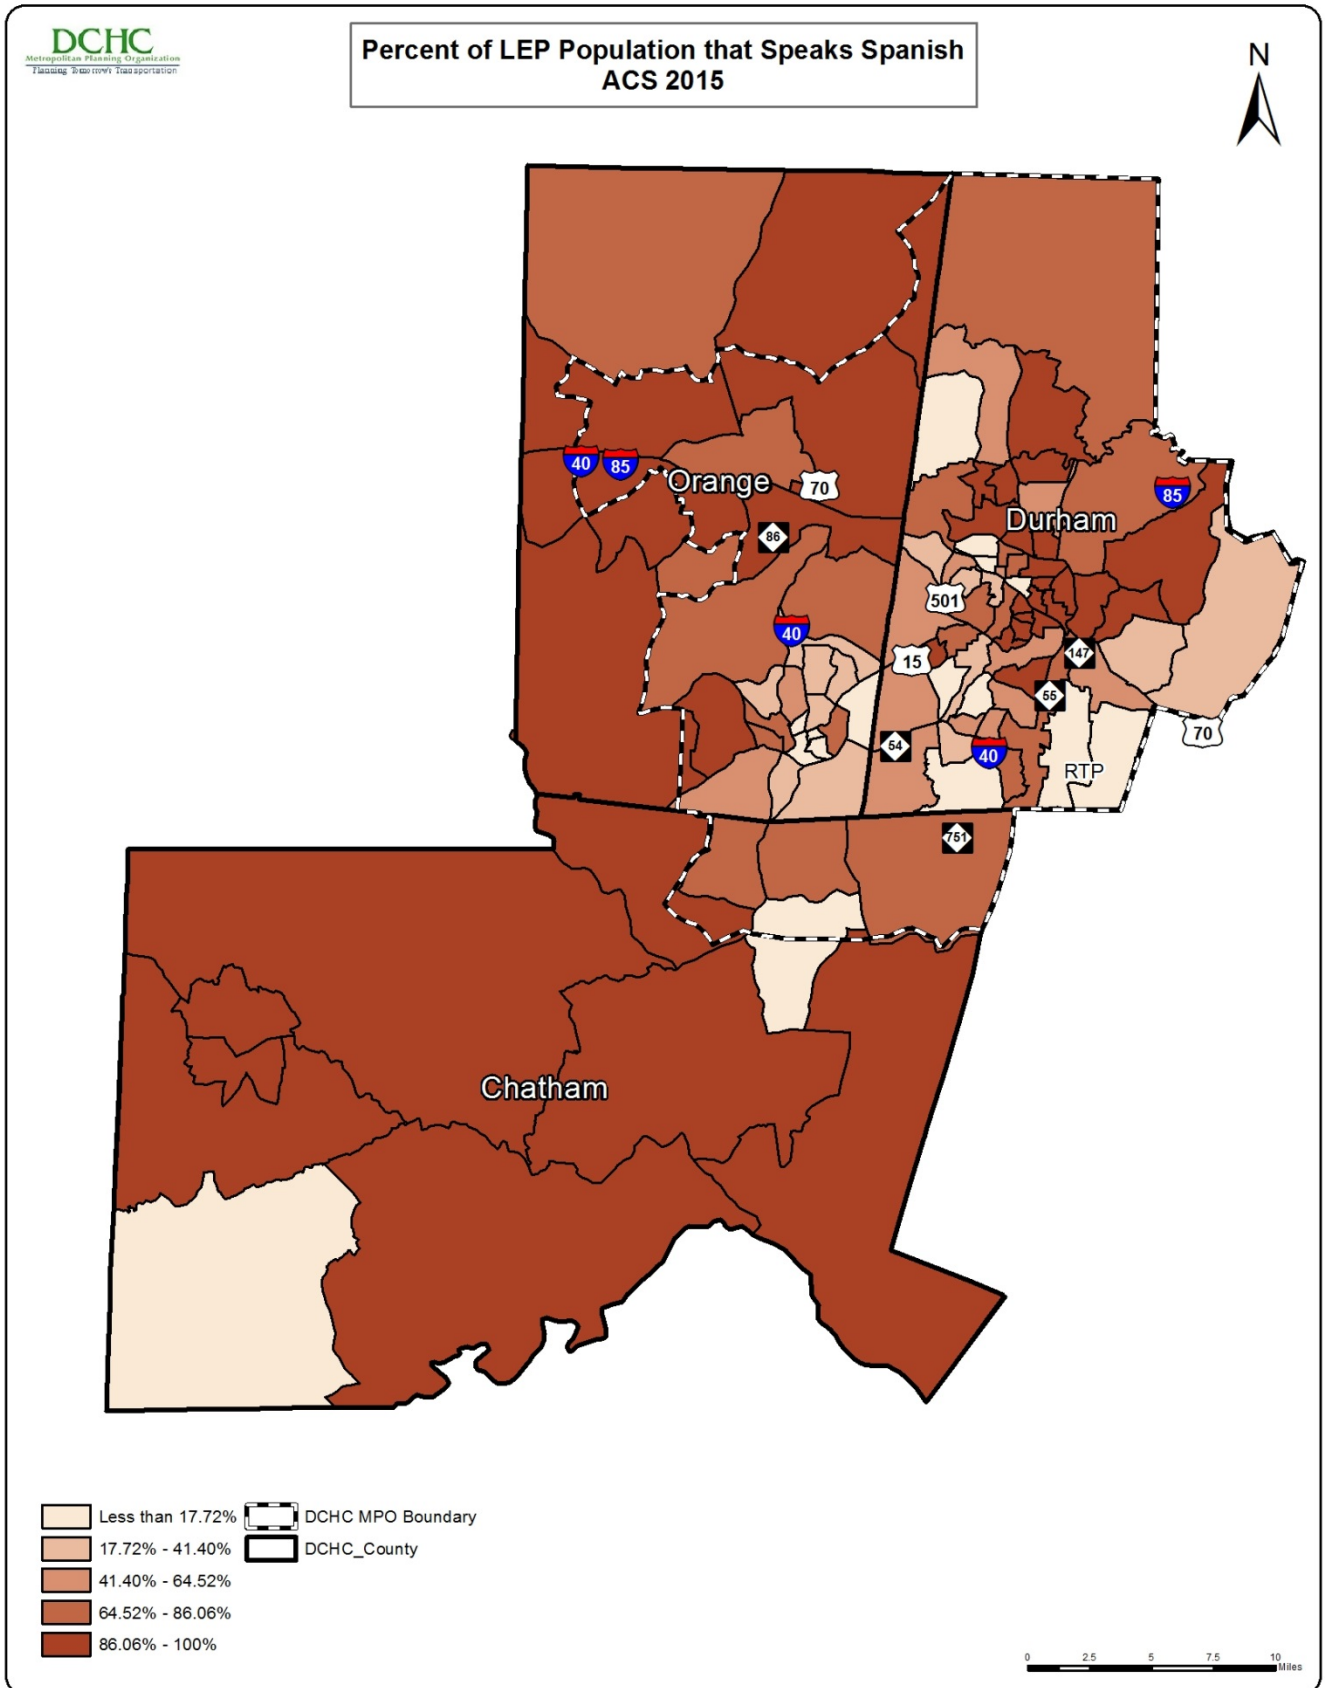 DCHC
Metropolitan Planning Organization
Planning Tomorrow's Transportation
Percent of LEP Population that Speaks Spanish
ACS 2015
N
40
85
Orange
70
86
Durham
85
501
40
15
147
55
54
40
RTP
70
751
Chatham
Less than 17.72%
17.72% - 41.40%
41.40% - 64.52%
64.52% - 86.06%
86.06% - 100%
DCHC MPO Boundary
DCHC_County
0 2.5 5 7.5 10
Miles